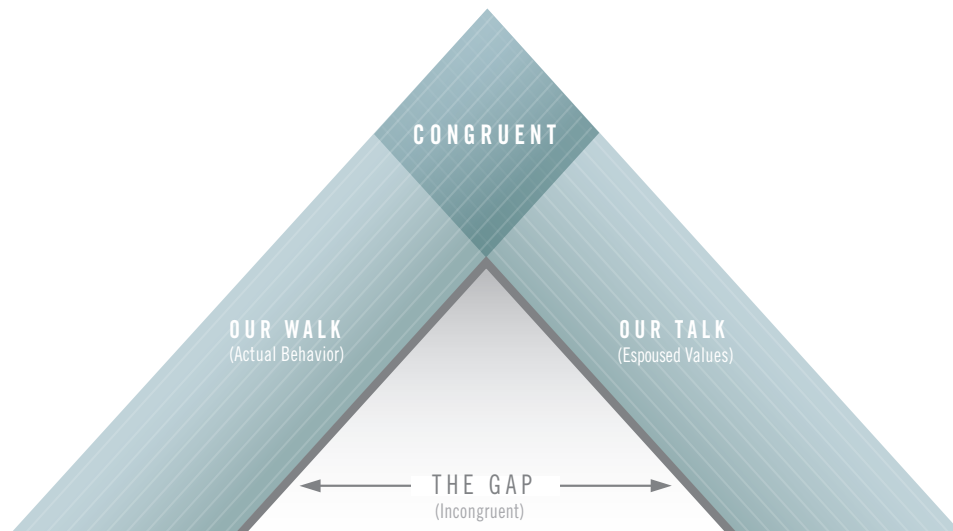 CONGRUENT
OUR WALK
(Actual Behavior)
OUR TALK
(Espoused Values)
THE GAP
(Incongruent)